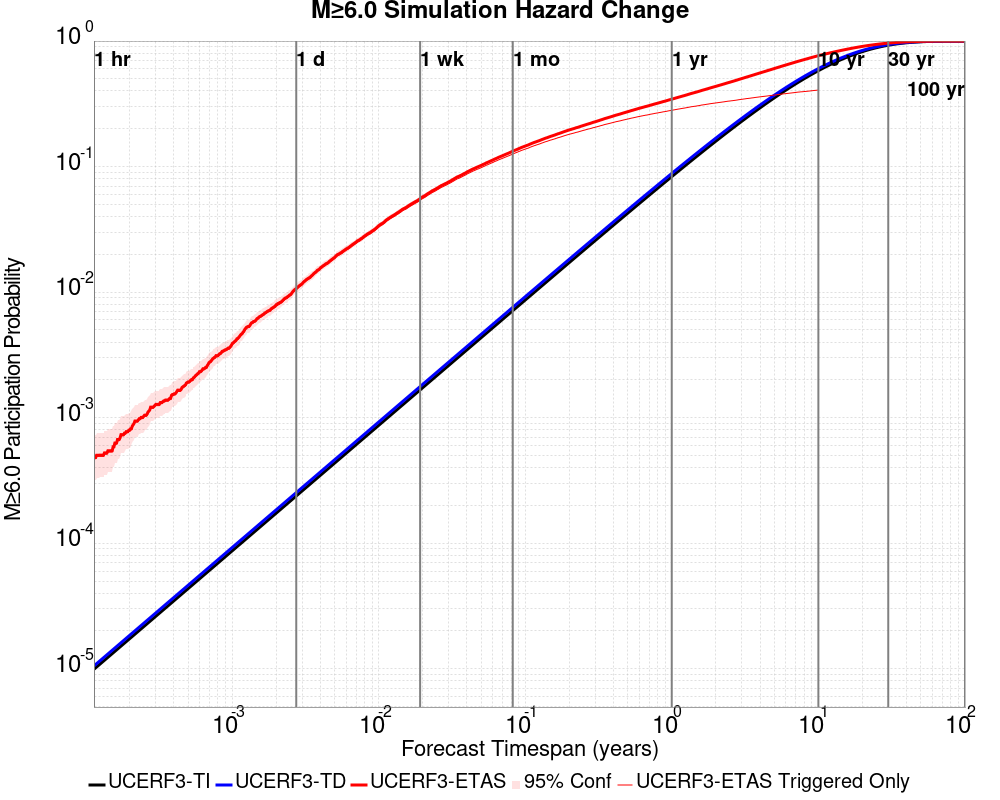 M≥6.0 Simulation Hazard Change
10^0
10^-1
10^-2
10^-3
10^-4
10^-5
M≥6.0 Participation Probability
1 hr
1 d
1 wk
1 mo
1 yr
10 yr
30 yr
100 yr
10^-3
10^-2
10^-1
10^0
10^1
10^2
Forecast Timespan (years)
UCERF3-TI UCERF3-TD UCERF3-ETAS 95% Conf UCERF3-ETAS Triggered Only